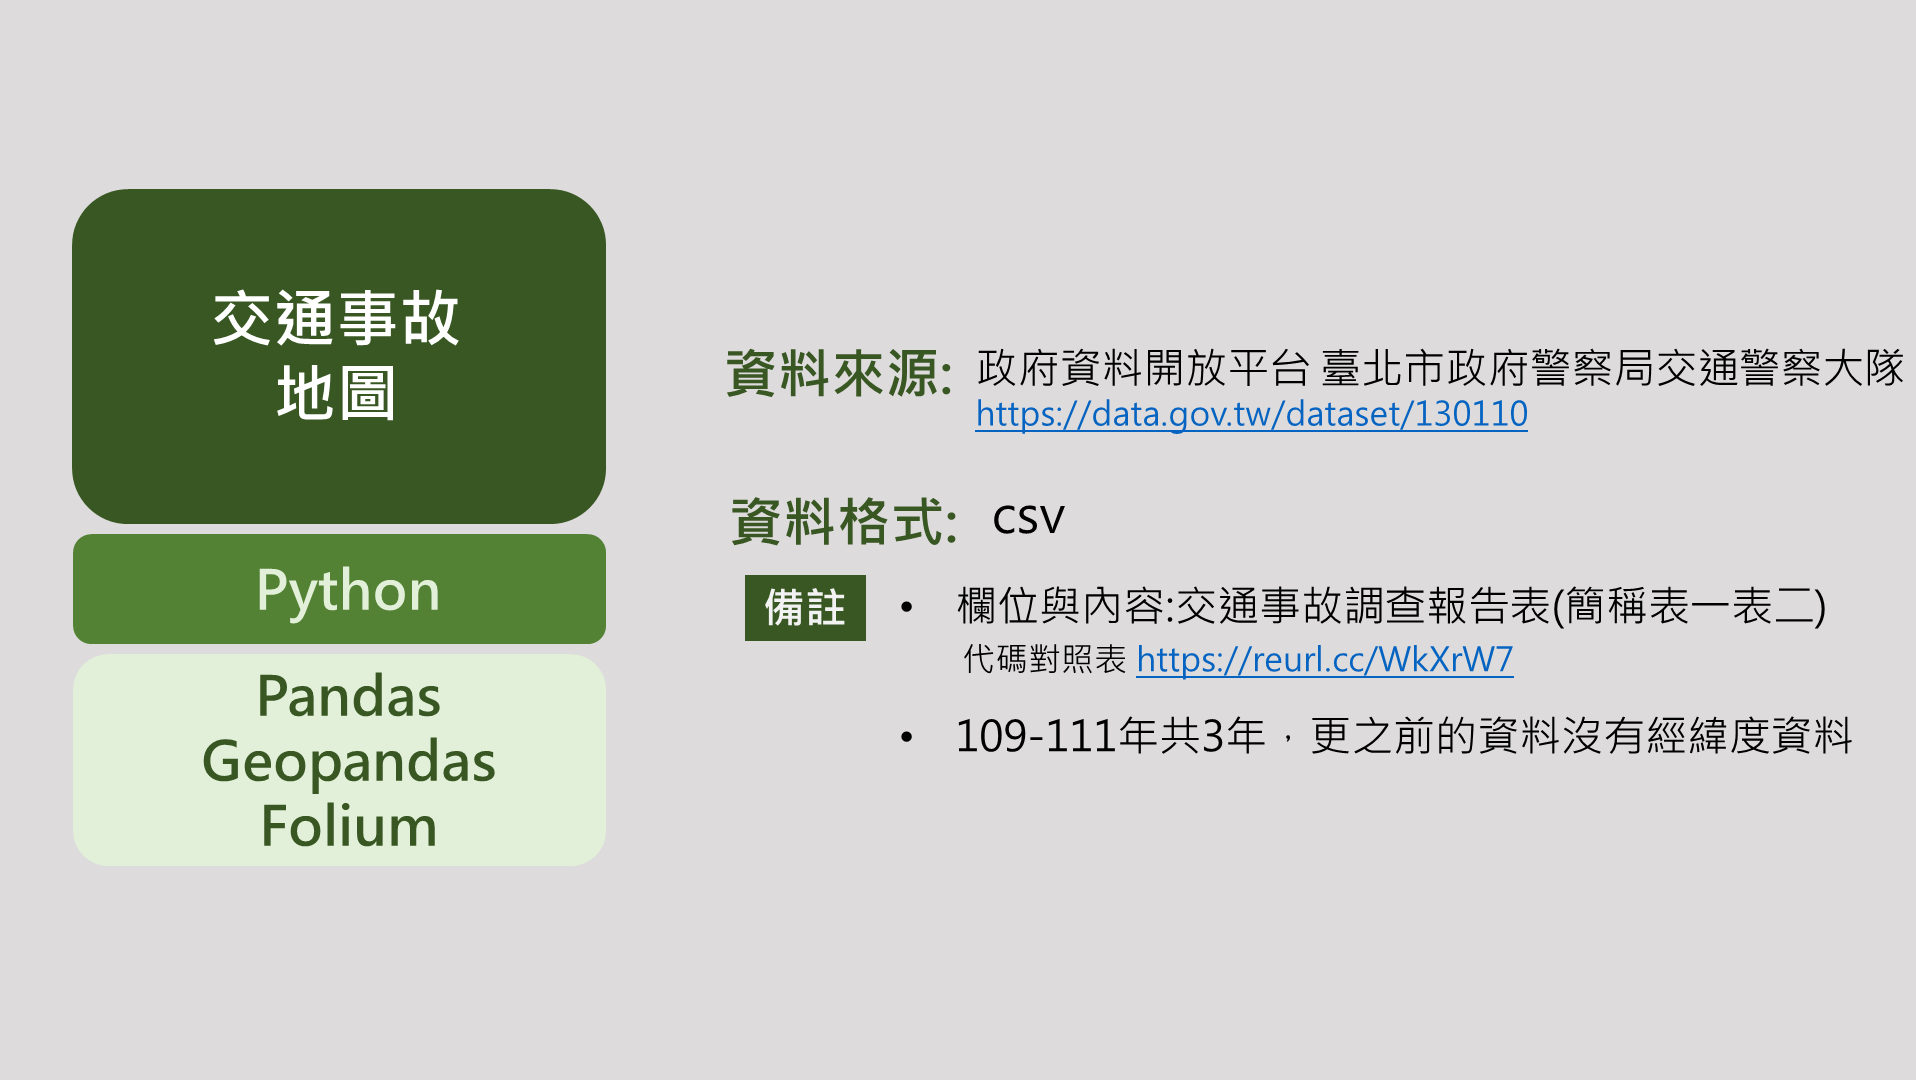 交通事故
地圖
Python
Pandas
Geopandas
Folium
資料來源: 政府資料開放平台 臺北市政府警察局交通警察大隊
https://data.gov.tw/dataset/130110
資料格式: CSV
備註
• 欄位與內容:交通事故調查報告表(簡稱表一表二)
代碼對照表 https://reurl.cc/WkXrW7
• 109-111年共3年，更之前的資料沒有經緯度資料